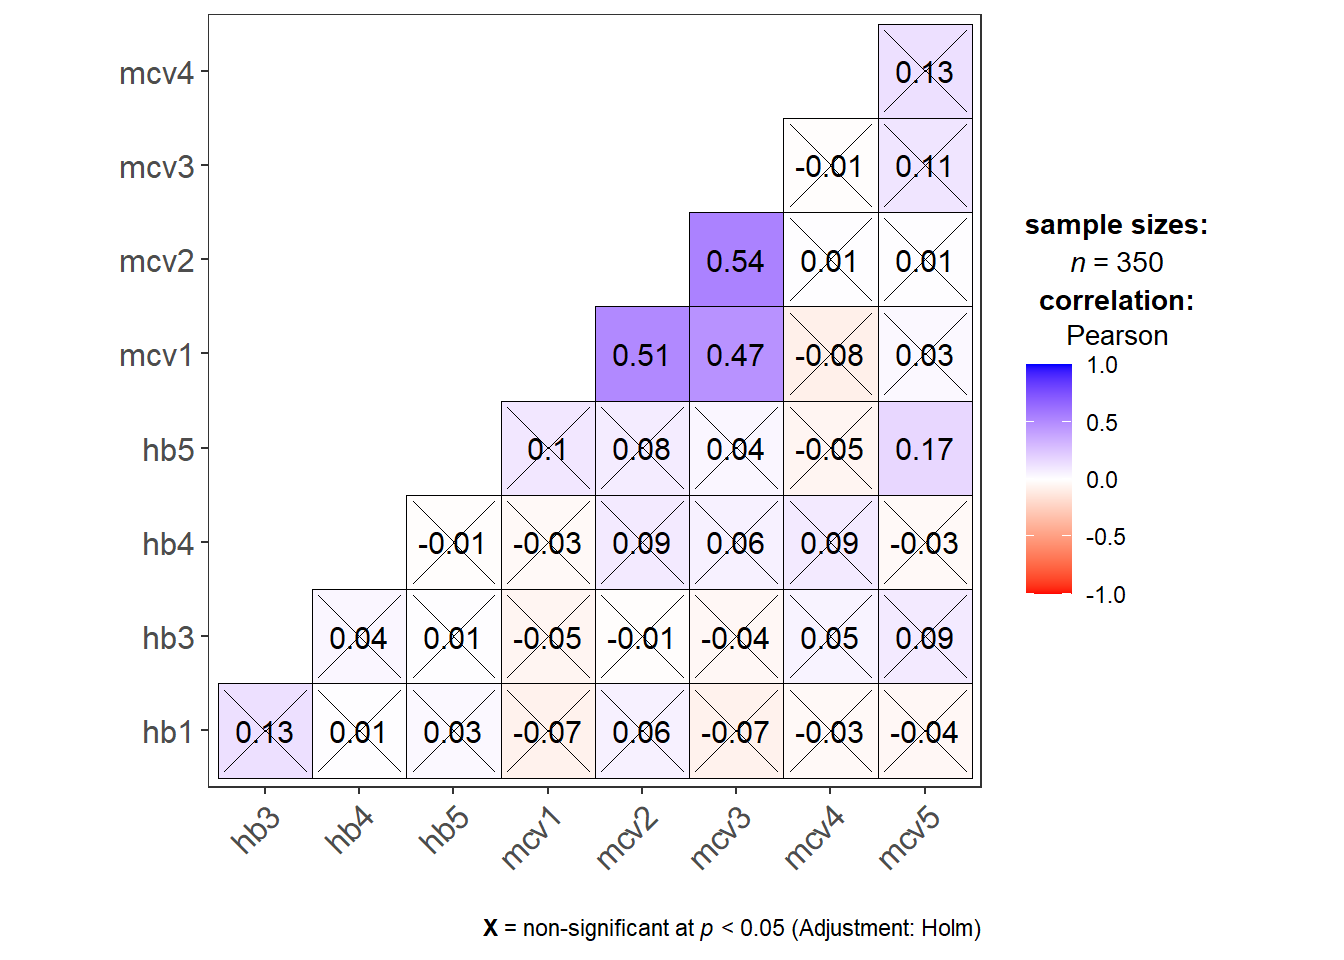 mcv4 0.13
mcv3 -0.01 0.11
mcv2 0.54 0.01 0.01
mcv1 0.51 0.47 -0.08 0.03
hb5 0.1 0.08 0.04 -0.05 0.17
hb4 -0.01 -0.03 0.09 0.06 0.09 -0.03
hb3 0.04 0.01 -0.05 -0.01 -0.04 0.05 0.09
hb1 0.13 0.01 0.03 -0.07 0.06 -0.07 -0.03 -0.04
hb3 hb4 hb5 mcv1 mcv2 mcv3 mcv4 mcv5
sample sizes:
n = 350
correlation:
Pearson
1.0
0.5
0.0
-0.5
-1.0
X = non-significant at p < 0.05 (Adjustment: Holm)